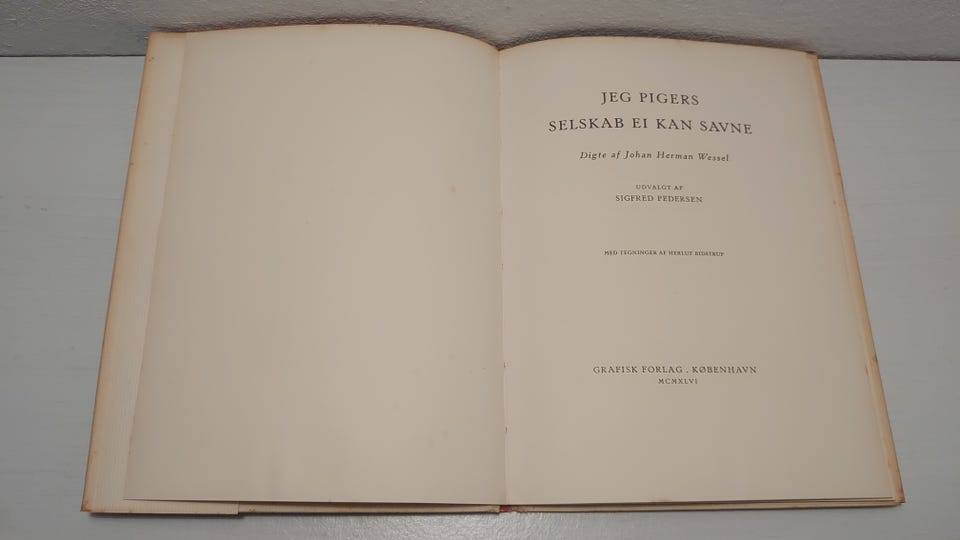 JEG PIGERS
SELSKAB EI KAN SAVNE
Digte af Johan Herman Wessel
UDVALGT AF
SIGFRED PEDERSEN
MED TEGNINGER AF HERLUF BIDSTRUP
GRAFISK FORLAG . KØBENHAVN
MCMXLVI